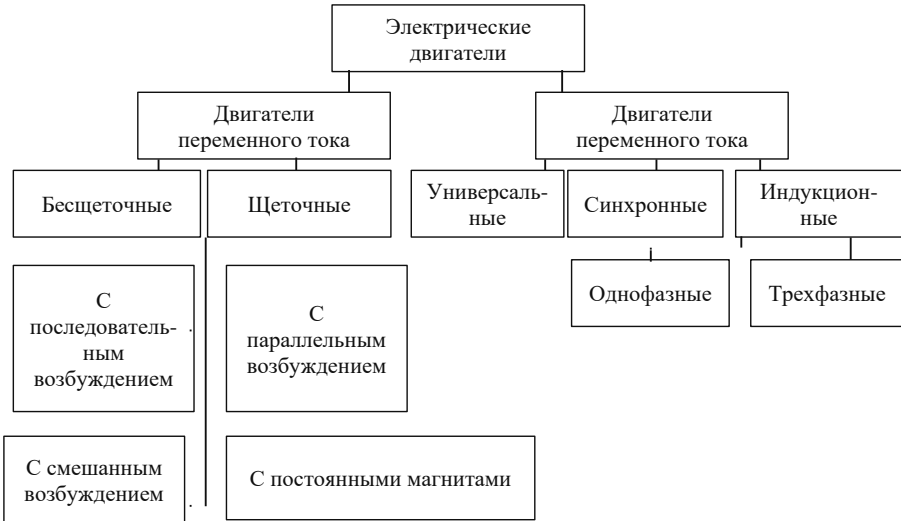 Электрические
двигатели
Двигатели
переменного тока
Двигатели
переменного тока
Бесщеточные
Щеточные
Универсаль-
ные
Синхронные
Индукцион-
ные
С
последователь-
ным
возбуждением
С
параллельным
возбуждением
Однофазные
Трехфазные
С смешанным
возбуждением
С постоянными магнитами